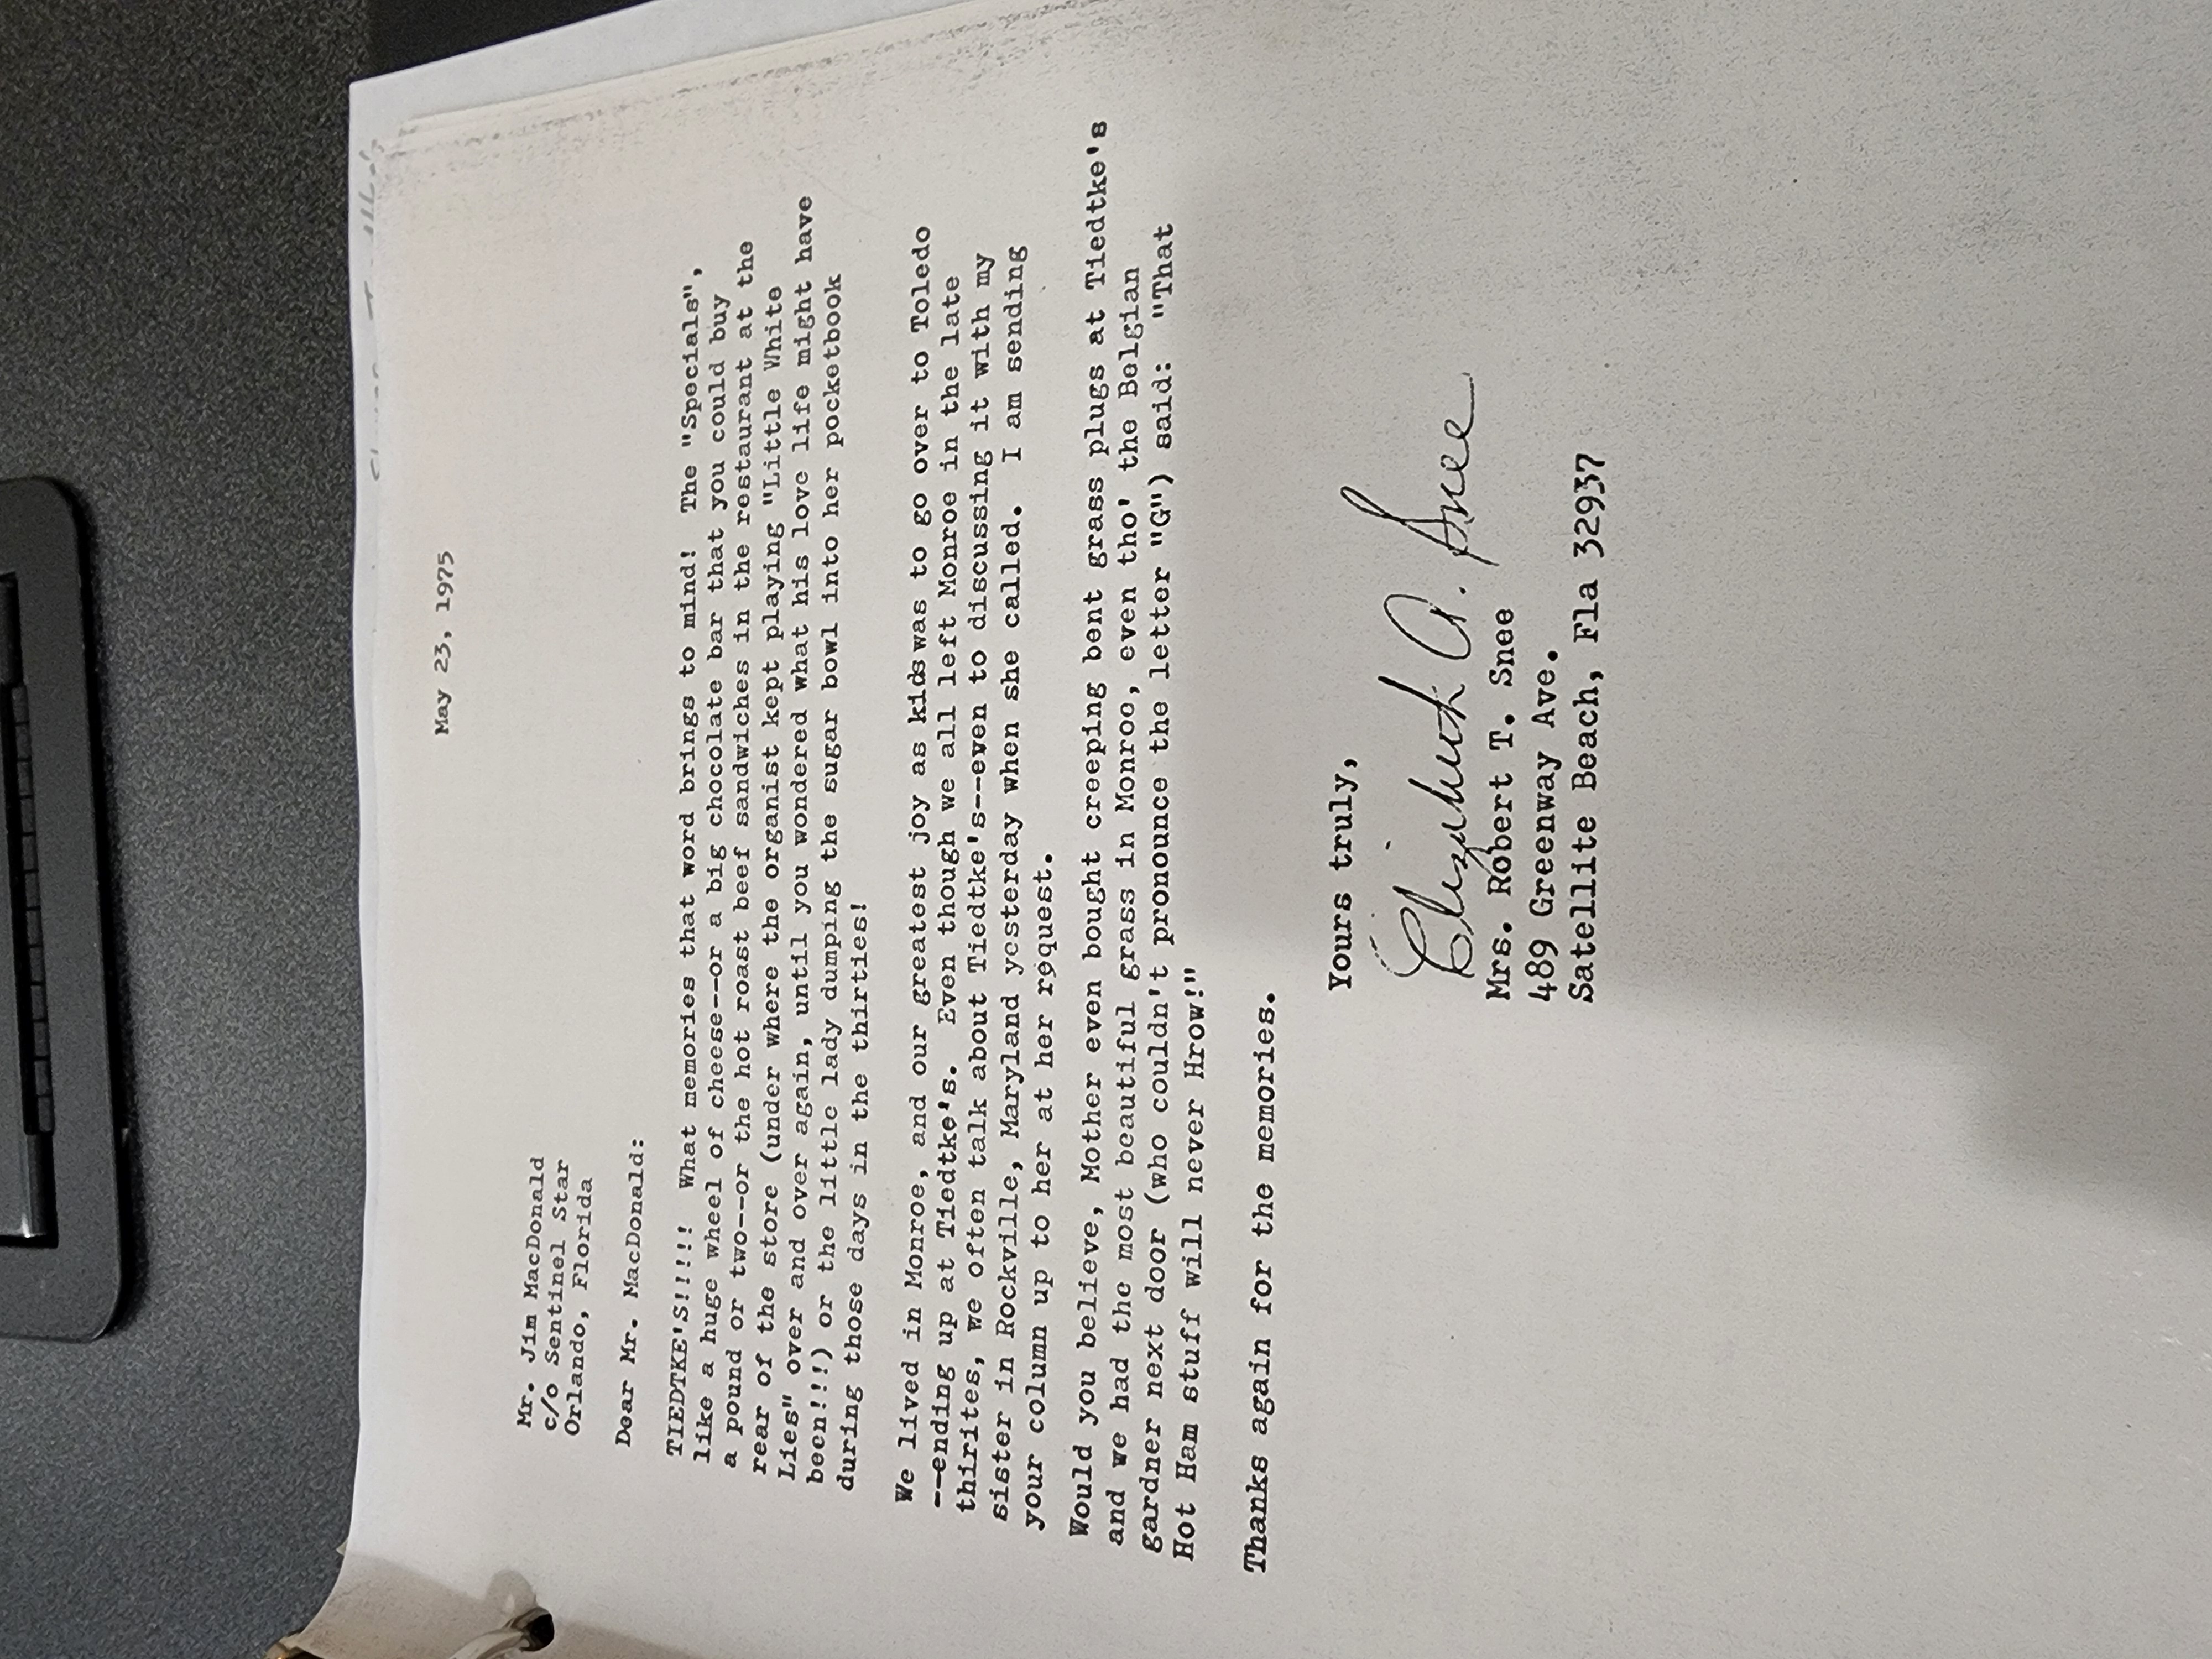 May 23, 1975
Mr. Jim MacDonald
c/o Sentinel Star
Orlando, Florida
Dear Mr. MacDonald:
TIEDTKE'S!!!!!  What memories that word brings to mind!  The "Specials",
like a huge wheel of cheese--or a big chocolate bar that you could buy
a pound or two--or the hot roast beef sandwiches in the restaurant at the
rear of the store (under where the organist kept playing "Little White
Lies" over and over again, until you wondered what his love life might have
been!!!) or the little lady dumping the sugar bowl into her pocketbook
during those days in the thirties!
We lived in Monroe, and our greatest joy as kids was to go over to Toledo
--ending up at Tiedtke's.  Even though we all left Monroe in the late
thirites, we often talk about Tiedtke's--even to discussing it with my
sister in Rockville, Maryland yesterday when she called.  I am sending
your column up to her at her request.
Would you believe, Mother even bought creeping bent grass plugs at Tiedtke's
and we had the most beautiful grass in Monroe, even tho' the Belgian
gardner next door (who couldn't pronounce the letter "G") said:  "That
Hot Ham stuff will never Hrow!"
Thanks again for the memories.
Yours truly,
Elizabeth A. Snee
Mrs. Robert T. Snee
489 Greenway Ave.
Satellite Beach, Fla 32937